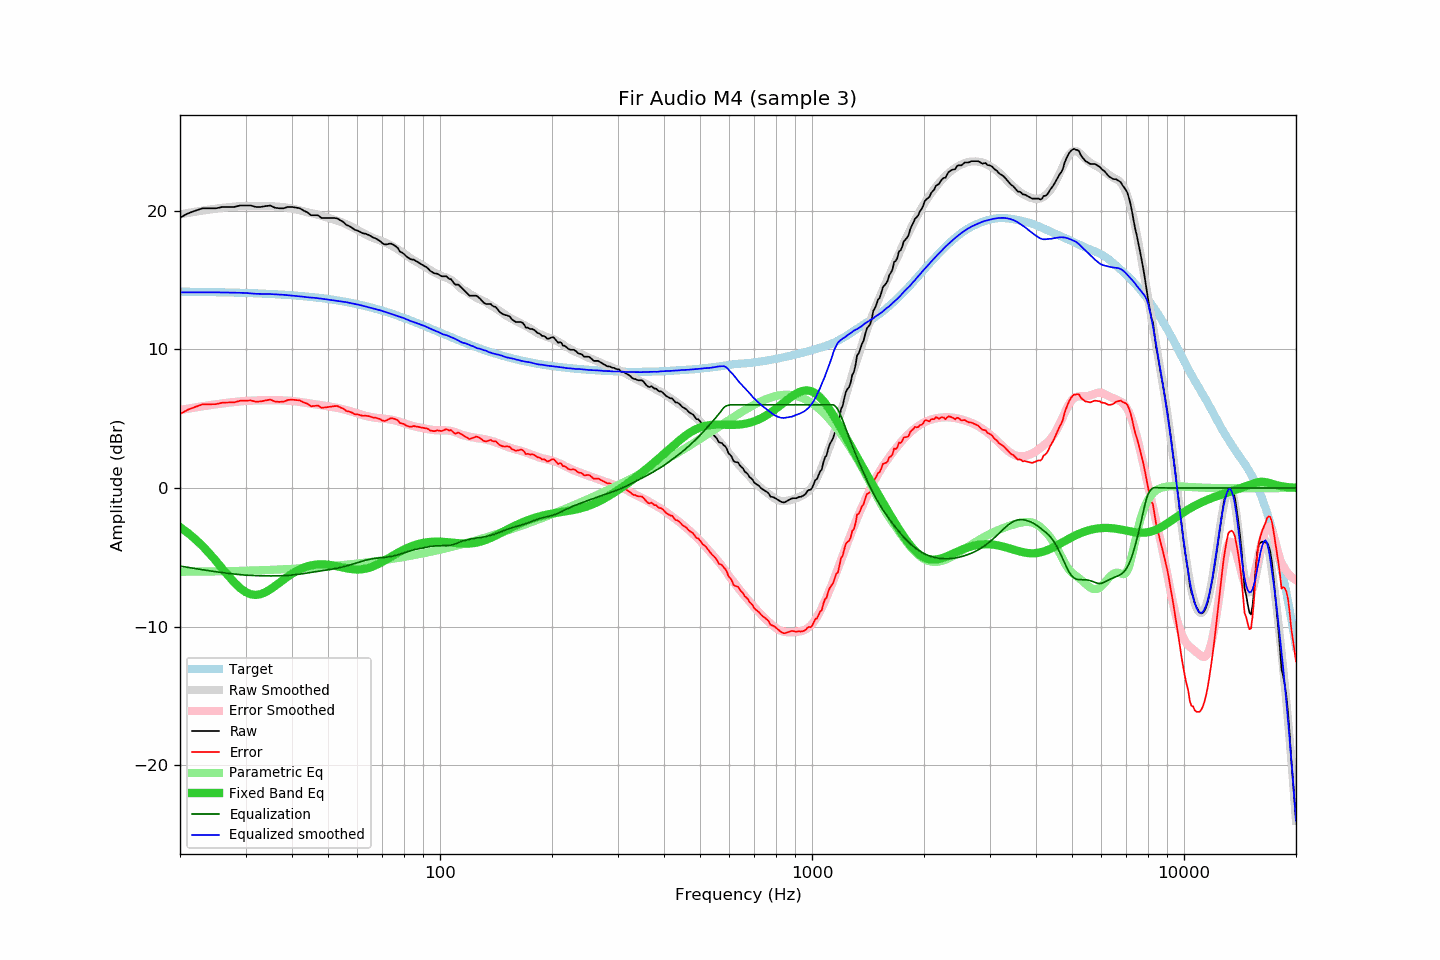 Fir Audio M4 (sample 3)
Amplitude (dBr)
20
10
0
−10
−20
Target
Raw Smoothed
Error Smoothed
Raw
Error
Parametric Eq
Fixed Band Eq
Equalization
Equalized smoothed
100
1000
10000
Frequency (Hz)